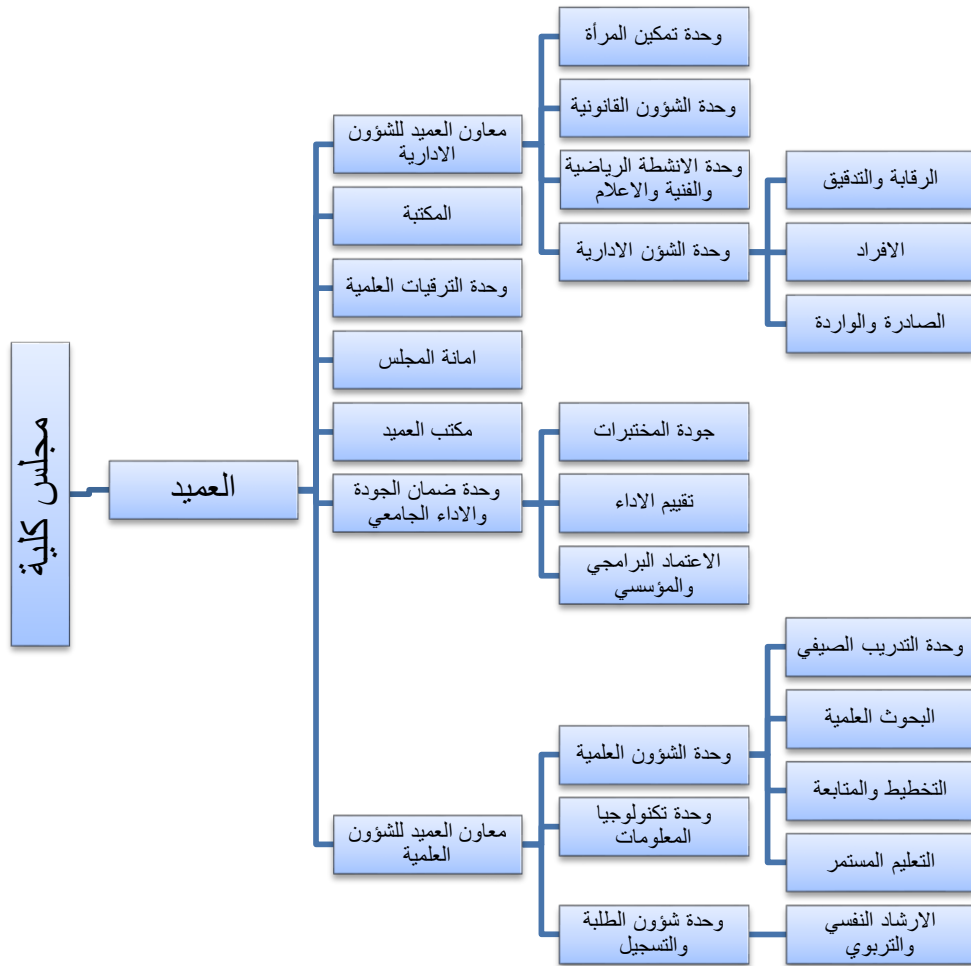 مجلس كلية
العميد
معاون العميد للشؤون
الادارية
وحدة تمكين المرأة
وحدة الشؤون القانونية
وحدة الانشطة الرياضية
والفنية والاعلام
وحدة الشؤن الادارية
الرقابة والتدقيق
الافراد
الصادرة والواردة
المكتبة
وحدة الترقيات العلمية
امانة المجلس
مكتب العميد
وحدة ضمان الجودة
والاداء الجامعي
جودة المختبرات
تقييم الاداء
الاعتماد البرامجي
والمؤسسي
معاون العميد للشؤون
العلمية
وحدة الشؤون العلمية
وحدة التدريب الصيفي
البحوث العلمية
التخطيط والمتابعة
التعليم المستمر
وحدة تكنولوجيا
المعلومات
وحدة شؤون الطلبة
والتسجيل
الارشاد النفسي
والتربوي